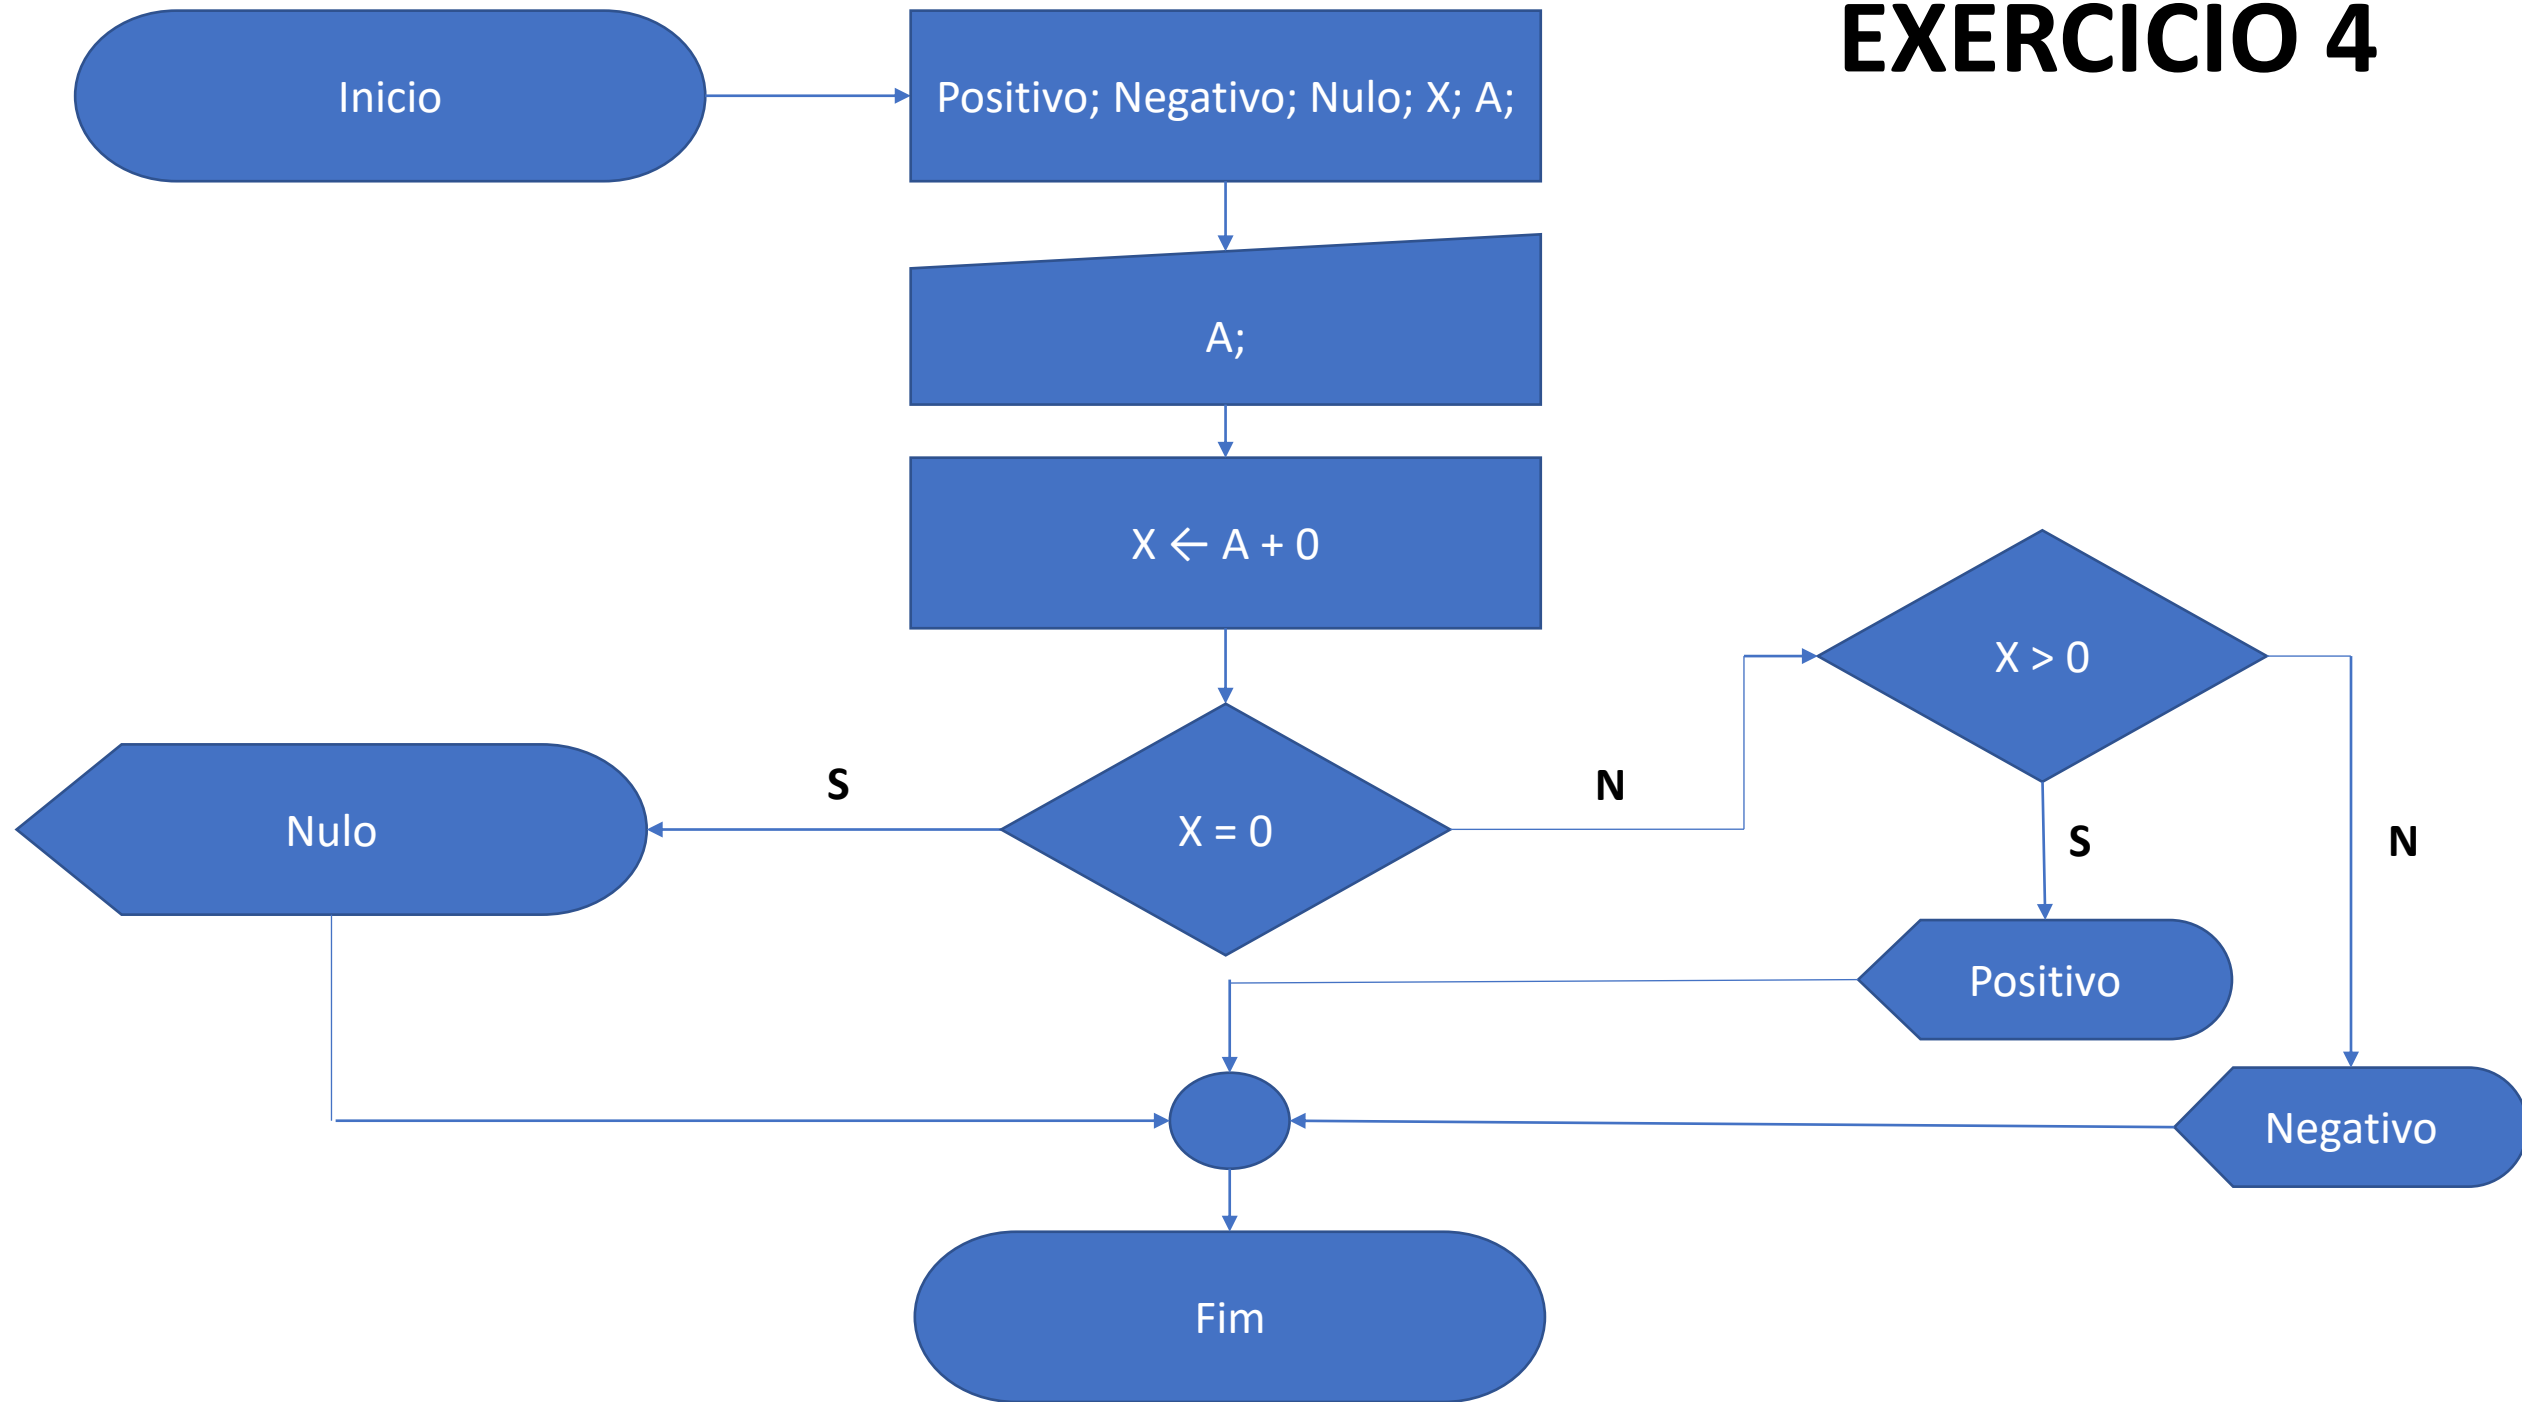 EXERCICIO 4
Inicio
Positivo; Negativo; Nulo; X; A;
A;
X ← A + 0
X > 0
S
N
Nulo
X = 0
S
N
Positivo
Negativo
Fim